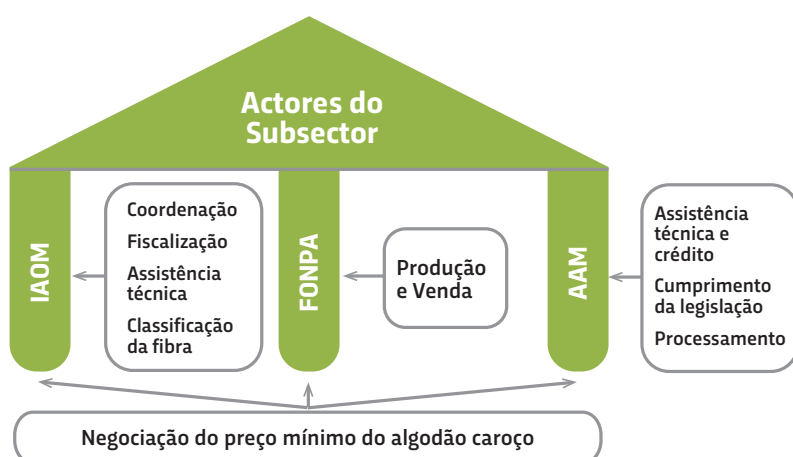 Actores do
Subsector
IAOM
Coordenação
Fiscalização
Assistência
técnica
Classificação
da fibra
FONPA
Produção
e Venda
AAM
Assistência
técnica e
crédito
Cumprimento
da legislação
Processamento
Negociação do preço mínimo do algodão caroço